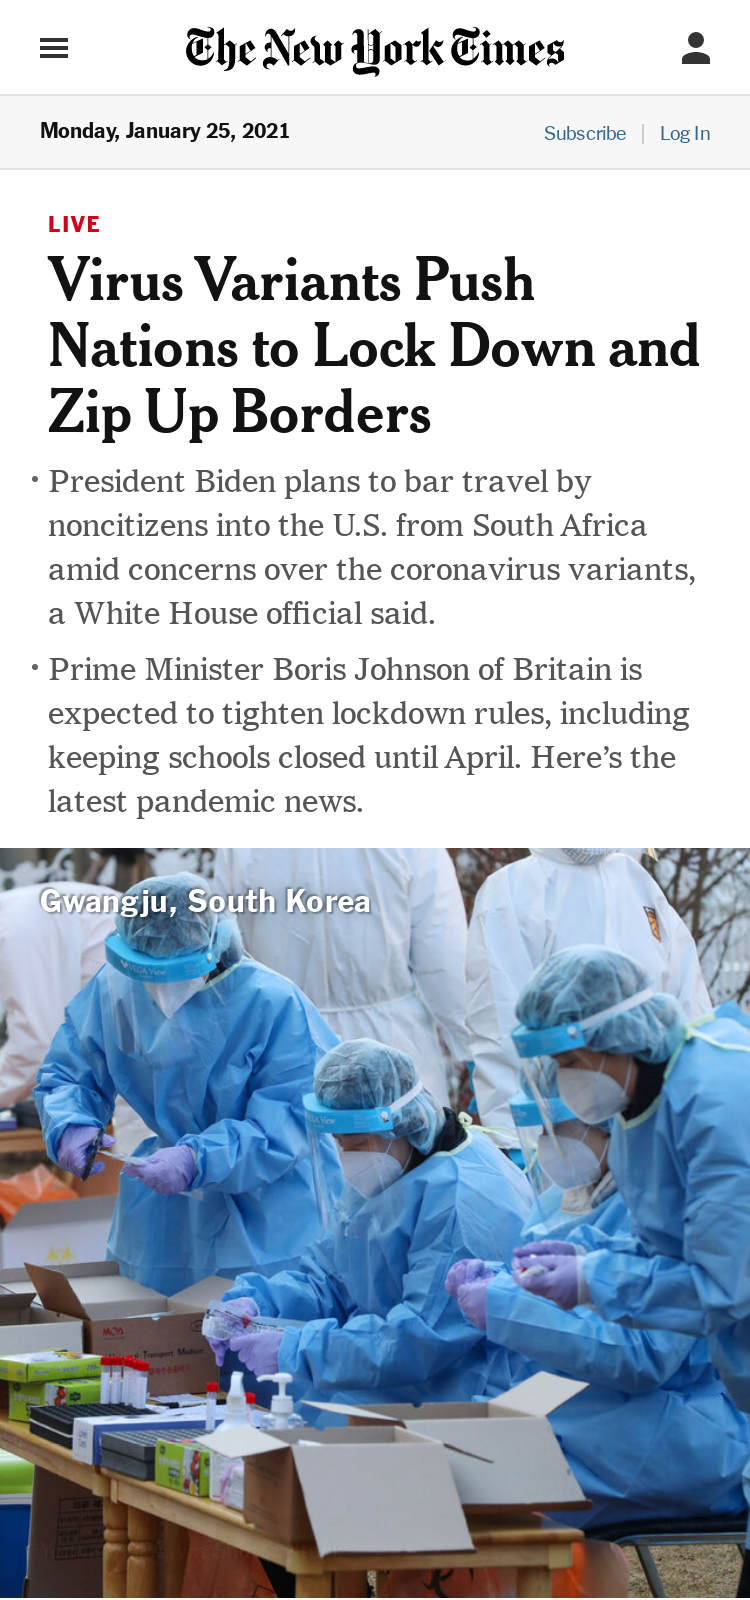 The New York Times
Monday, January 25, 2021
Subscribe | Log In
LIVE
Virus Variants Push
Nations to Lock Down and
Zip Up Borders
• President Biden plans to bar travel by
noncitizens into the U.S. from South Africa
amid concerns over the coronavirus variants,
a White House official said.
• Prime Minister Boris Johnson of Britain is
expected to tighten lockdown rules, including
keeping schools closed until April. Here’s the
latest pandemic news.
Gwangju, South Korea
Transport Medium